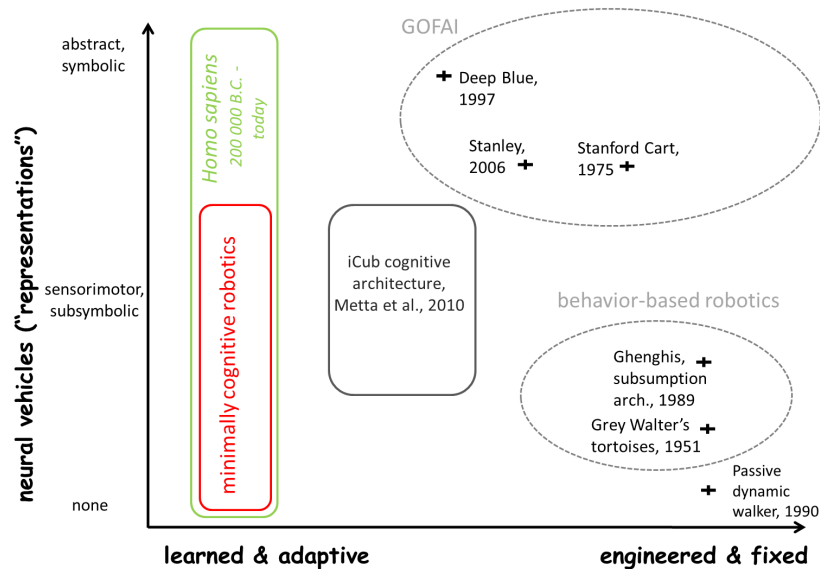 GOFAI
abstract,
symbolic
Deep Blue,
1997
Stanley,
2006
Stanford Cart,
1975
Homo sapiens
200 000 B.C. -
today
minimally cognitive robotics
iCub cognitive
architecture,
Metta et al., 2010
neural vehicles ("representations")
sensorimotor,
subsymbolic
behavior-based robotics
Ghenghis,
subsumption
arch., 1989
Grey Walter's
tortoises, 1951
Passive
dynamic
walker, 1990
none
learned & adaptive
engineered & fixed